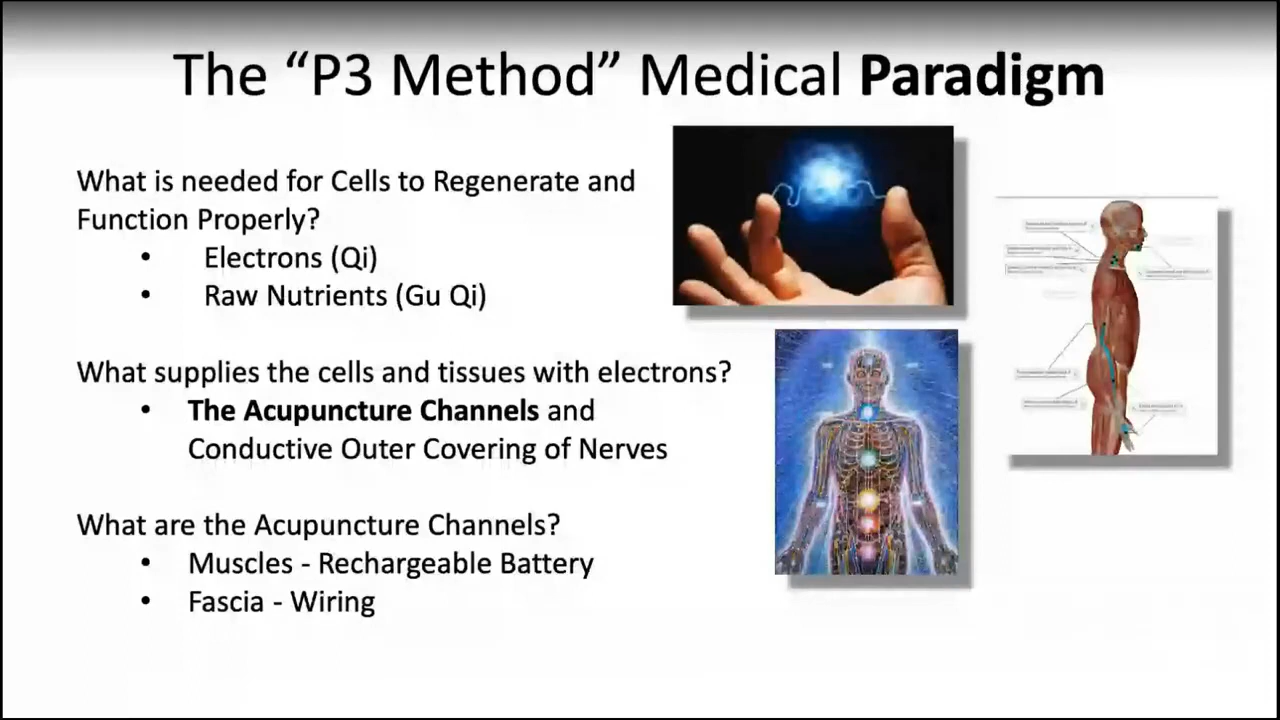 The “P3 Method” Medical Paradigm
What is needed for Cells to Regenerate and
Function Properly?
• Electrons (Qi)
• Raw Nutrients (Gu Qi)
What supplies the cells and tissues with electrons?
• The Acupuncture Channels and
Conductive Outer Covering of Nerves
What are the Acupuncture Channels?
• Muscles - Rechargeable Battery
• Fascia - Wiring